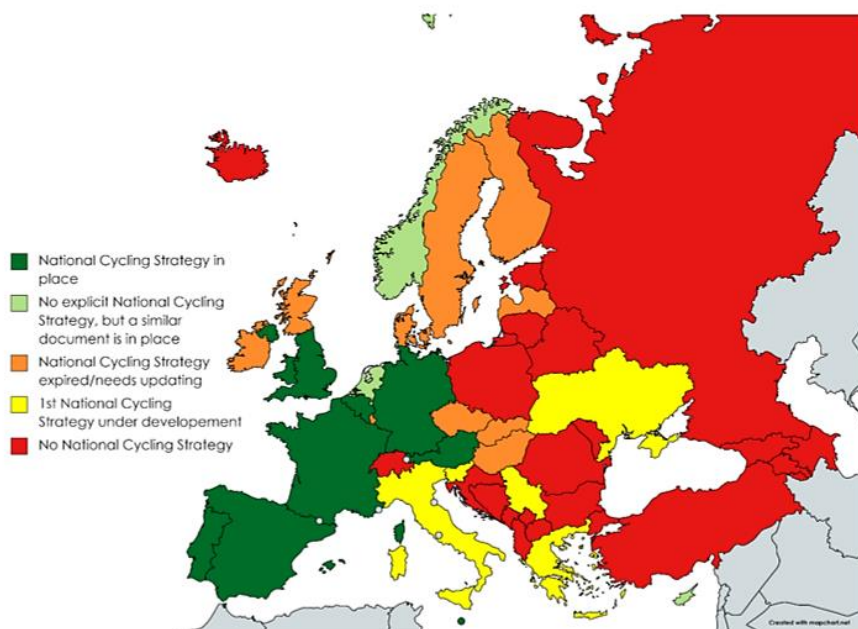 National Cycling Strategy in
place
No explicit National Cycling
Strategy, but a similar
document is in place
National Cycling Strategy
expired/needs updating
1st National Cycling
Strategy under developement
No National Cycling Strategy
Created with mapchart.net